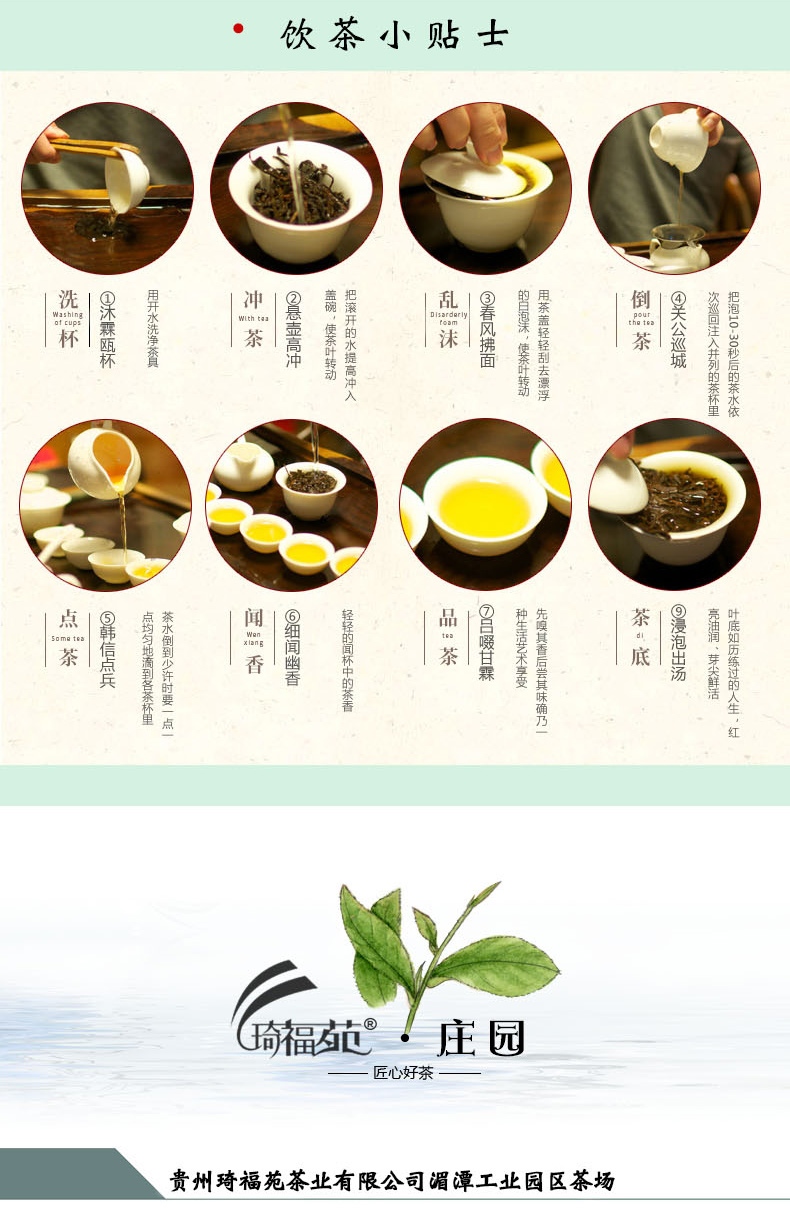 饮茶小贴士
洗杯
Washing
of cups
①沐霖瓯杯
用开水洗净茶具
冲茶
With tea
②悬壶高冲
把滚开的水提高冲入
盖碗，使茶叶转动
乱沫
Disarderly
foam
③春风拂面
用茶盖轻轻刮去漂浮
的白泡沫，使茶叶转动
倒茶
pour
the tea
④关公巡城
把泡10-30秒后的茶水依
次巡回注入并列的茶杯里
点茶
Some tea
⑤韩信点兵
茶水倒到少许时要一点一
点均匀地滴到各茶杯里
闻香
Wen
xiang
⑥细闻幽香
轻轻的闻杯中的茶香
品茶
tea
⑦吕啜甘霖
先嗅其香后尝其味确乃一
种生活艺术享受
茶底
di
⑨浸泡出汤
叶底如历练过的人生，红
亮油润、芽尖鲜活
琦福苑®·庄园
匠心好茶
贵州琦福苑茶业有限公司湄潭工业园区茶场